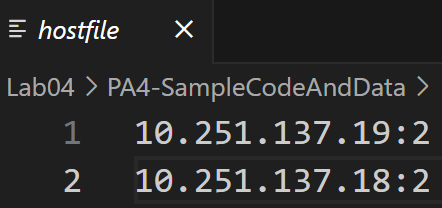 hostfile
Lab04 > PA4-SampleCodeAndData >
1 10.251.137.19:2
2 10.251.137.18:2